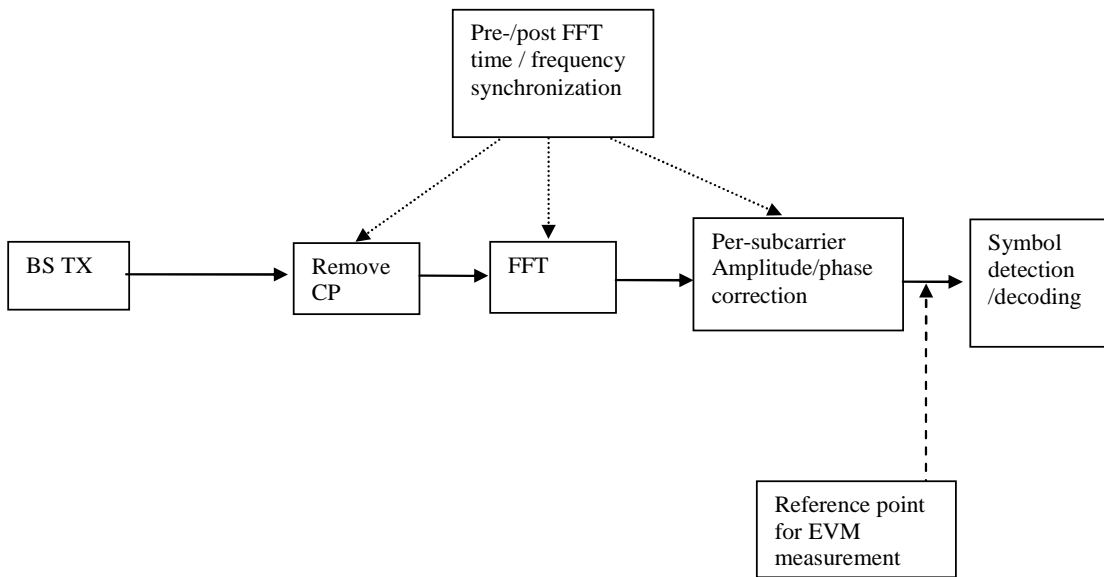 Pre-/post FFT
time / frequency
synchronization
BS TX
Remove
CP
FFT
Per-subcarrier
Amplitude/phase
correction
Symbol
detection
/decoding
Reference point
for EVM
measurement